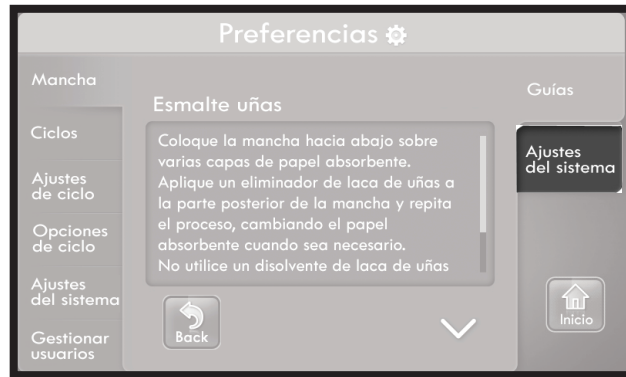 Preferencias
Mancha
Ciclos
Ajustes
de ciclo
Opciones
de ciclo
Ajustes
del sistema
Gestionar
usuarios
Esmalte uñas
Coloque la mancha hacia abajo sobre
varias capas de papel absorbente.
Aplique un eliminador de laca de uñas a
la parte posterior de la mancha y repita
el proceso, cambiando el papel
absorbente cuando sea necesario.
No utilice un disolvente de laca de uñas
Back
Guías
Ajustes
del sistema
Inicio